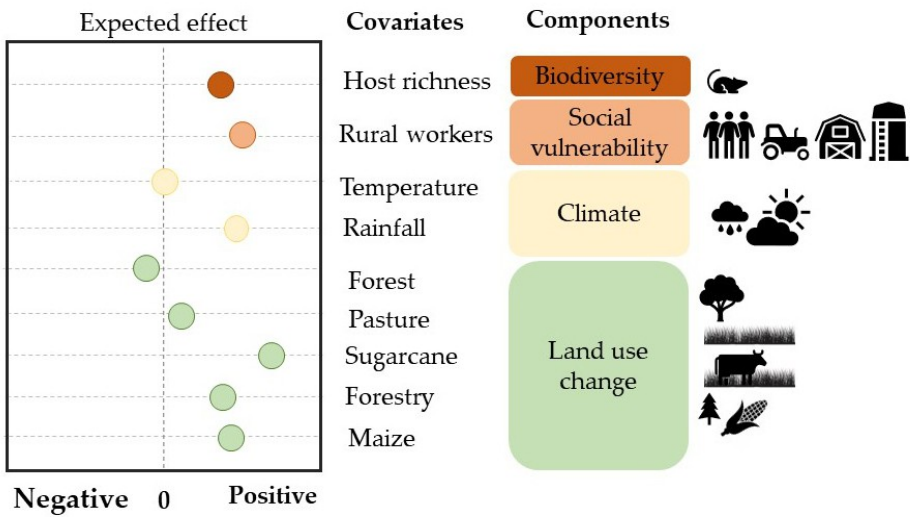 Expected effect
Covariates
Components
Host richness
Biodiversity
Rural workers
Social
vulnerability
Temperature
Climate
Rainfall
Forest
Pasture
Sugarcane
Land use
change
Forestry
Maize
Negative 0 Positive